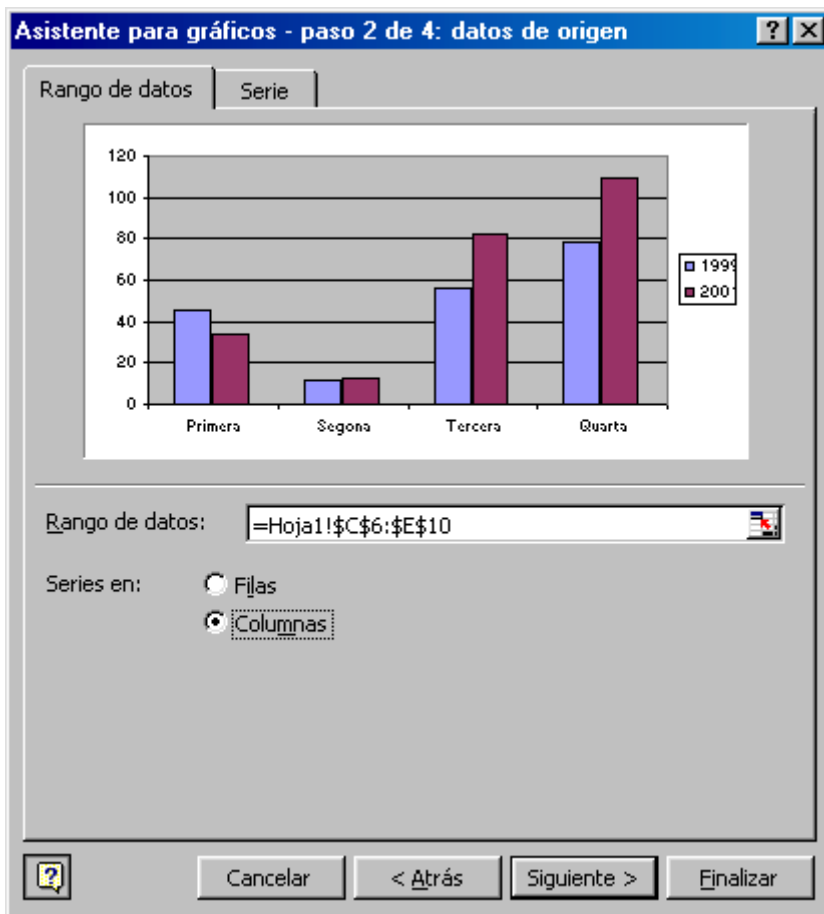 Asistente para gráficos - paso 2 de 4: datos de origen
Rango de datos
Serie
120
100
80
60
40
20
0
Primera
Segona
Tercera
Quarta
1999
2001
Rango de datos:
=Hoja1!$C$6:$E$10
Series en:
Filas
Columnas
Cancelar
< Atrás
Siguiente >
Finalizar